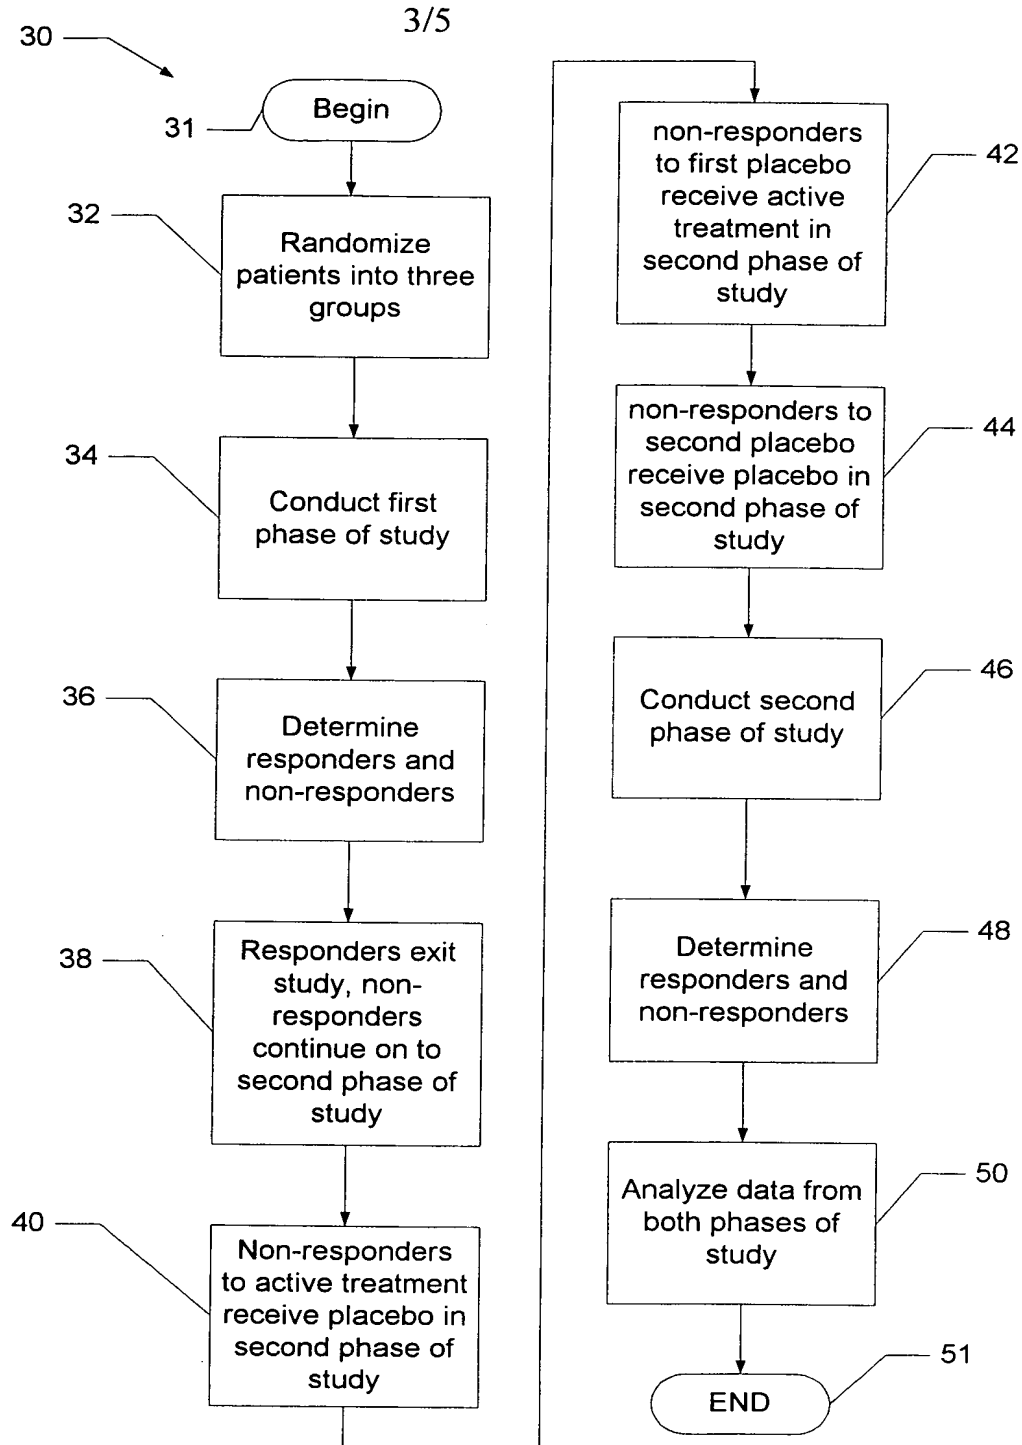 3/5
30
Begin
31
32
Randomize
patients into three
groups
34
Conduct first
phase of study
36
Determine
responders and
non-responders
38
Responders exit
study, non-
responders
continue on to
second phase of
study
40
Non-responders
to active treatment
receive placebo in
second phase of
study
non-responders
to first placebo
receive active
treatment in
second phase of
study
42
non-responders to
second placebo
receive placebo in
second phase of
study
44
Conduct second
phase of study
46
Determine
responders and
non-responders
48
Analyze data from
both phases of
study
50
END
51